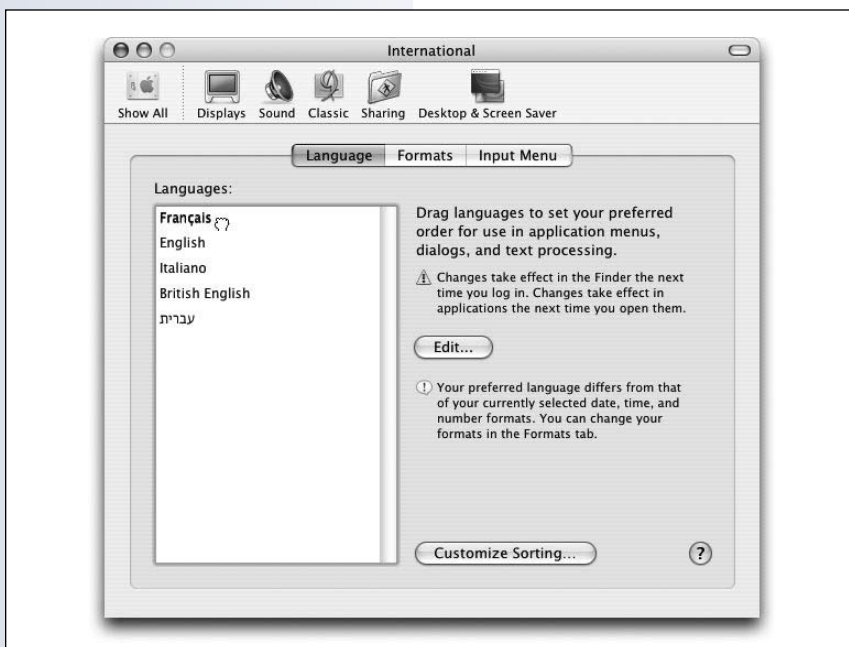 International
Show All Displays Sound Classic Sharing Desktop & Screen Saver
Language Formats Input Menu
Languages:
Français
English
Italiano
British English
עברית
Drag languages to set your preferred
order for use in application menus,
dialogs, and text processing.
Changes take effect in the Finder the next
time you log in. Changes take effect in
applications the next time you open them.
Edit...
Your preferred language differs from that
of your currently selected date, time, and
number formats. You can change your
formats in the Formats tab.
Customize Sorting...
?